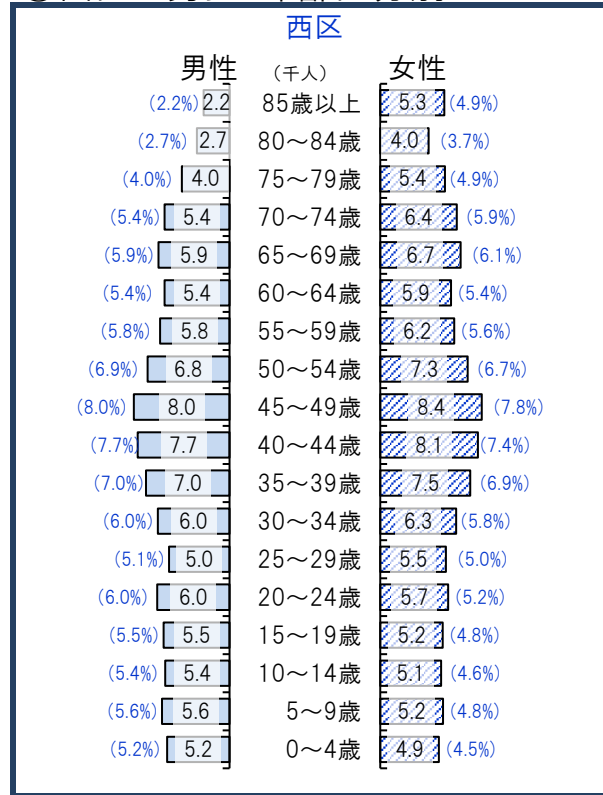 西区
男性 (千人) 女性
(2.2%) 2.2 85歳以上 5.3 (4.9%)
(2.7%) 2.7 80～84歳 4.0 (3.7%)
(4.0%) 4.0 75～79歳 5.4 (4.9%)
(5.4%) 5.4 70～74歳 6.4 (5.9%)
(5.9%) 5.9 65～69歳 6.7 (6.1%)
(5.4%) 5.4 60～64歳 5.9 (5.4%)
(5.8%) 5.8 55～59歳 6.2 (5.6%)
(6.9%) 6.8 50～54歳 7.3 (6.7%)
(8.0%) 8.0 45～49歳 8.4 (7.8%)
(7.7%) 7.7 40～44歳 8.1 (7.4%)
(7.0%) 7.0 35～39歳 7.5 (6.9%)
(6.0%) 6.0 30～34歳 6.3 (5.8%)
(5.1%) 5.0 25～29歳 5.5 (5.0%)
(6.0%) 6.0 20～24歳 5.7 (5.2%)
(5.5%) 5.5 15～19歳 5.2 (4.8%)
(5.4%) 5.4 10～14歳 5.1 (4.6%)
(5.6%) 5.6 5～9歳 5.2 (4.8%)
(5.2%) 5.2 0～4歳 4.9 (4.5%)